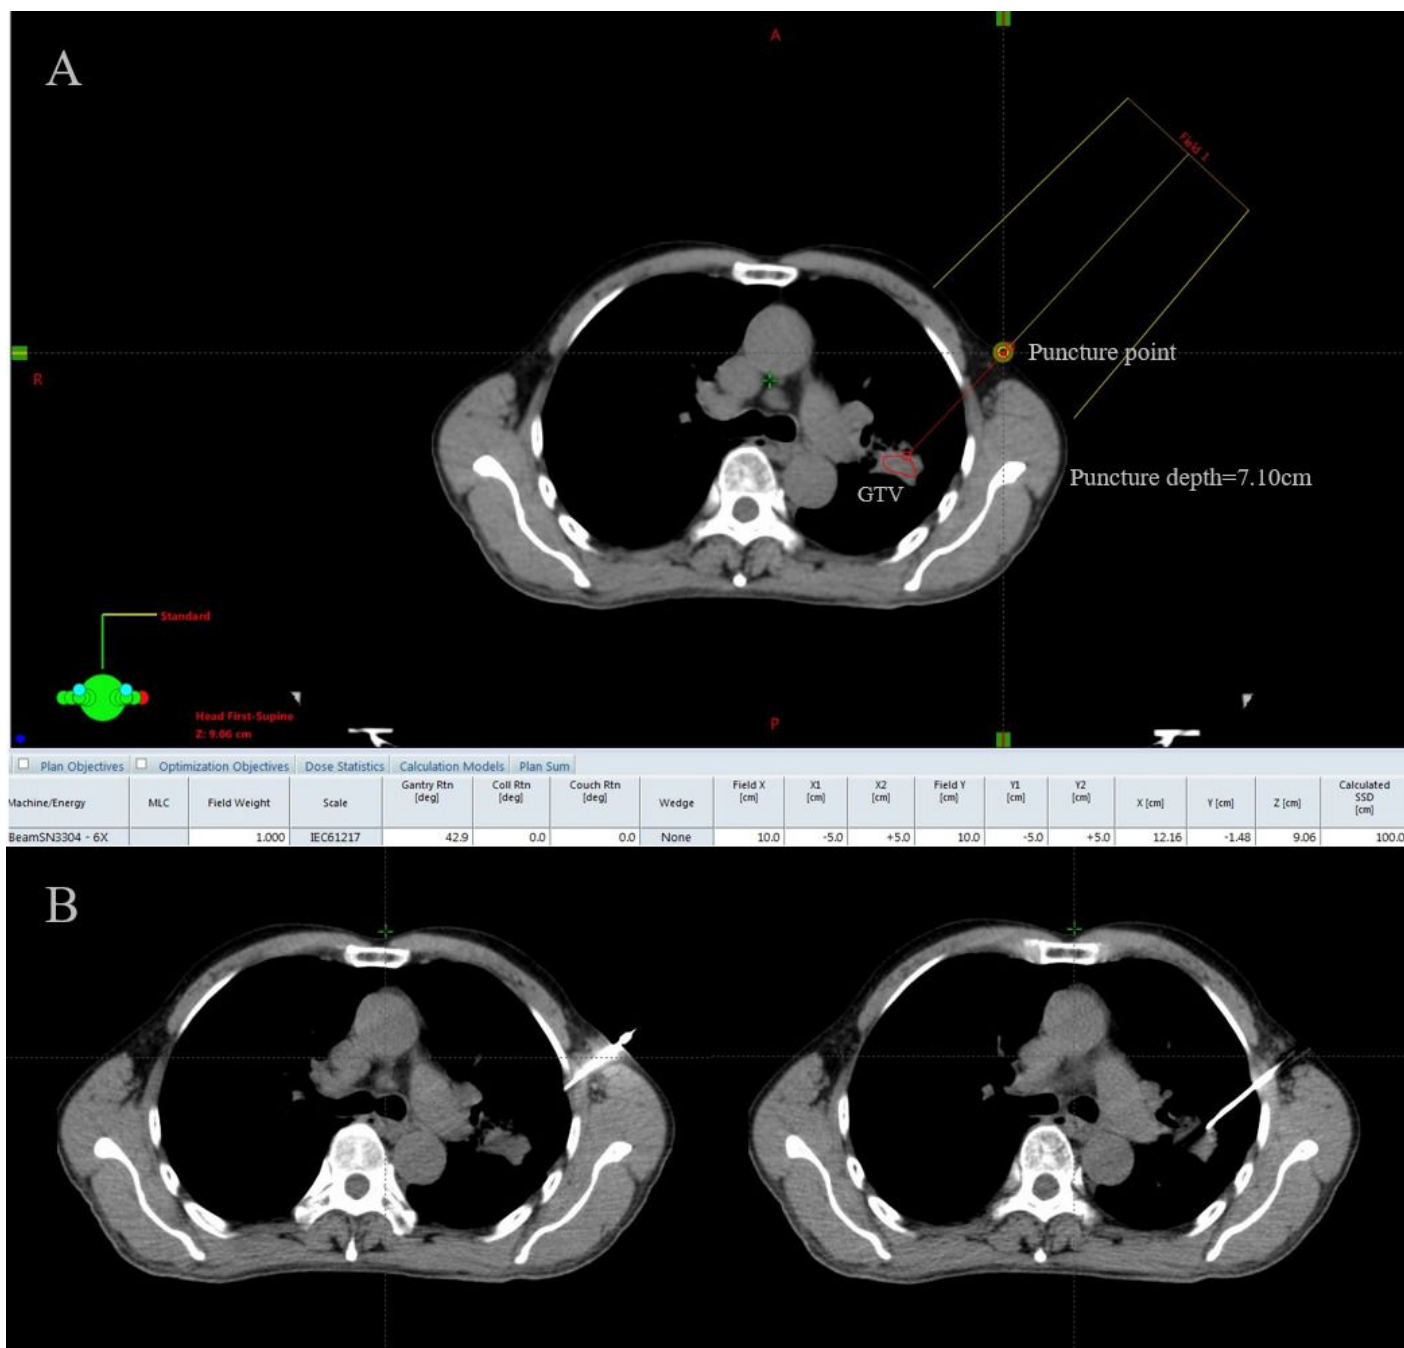 A
A
Field 1
Puncture point
R
Puncture depth=7.10cm
GTV
Standard
Head First-Supine
Z: 9.06 cm
P
Plan Objectives Optimization Objectives Dose Statistics Calculation Models Plan Sum
Machine/Energy MLC Field Weight Scale Gantry Rtn [deg] Coll Rtn [deg] Couch Rtn [deg] Wedge Field X [cm] X1 [cm] X2 [cm] Field Y [cm] Y1 [cm] Y2 [cm] X [cm] Y [cm] Z [cm] Calculated SSD [cm]
BeamSN3304 - 6X 1.000 IEC61217 42.9 0.0 0.0 None 10.0 -5.0 +5.0 10.0 -5.0 +5.0 12.16 -1.48 9.06 100.0
B